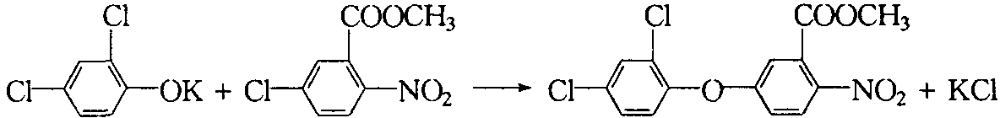 Cl COOCH₃ Cl COOCH₃
Cl OK + Cl NO₂ ⟶ Cl O NO₂ + KCl